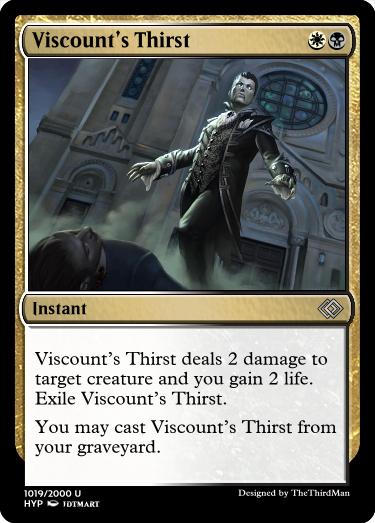 Viscount's Thirst
Instant
Viscount's Thirst deals 2 damage to
target creature and you gain 2 life.
Exile Viscount's Thirst.
You may cast Viscount's Thirst from
your graveyard.
1019/2000 U
HYP JDTMART
Designed by TheThirdMan